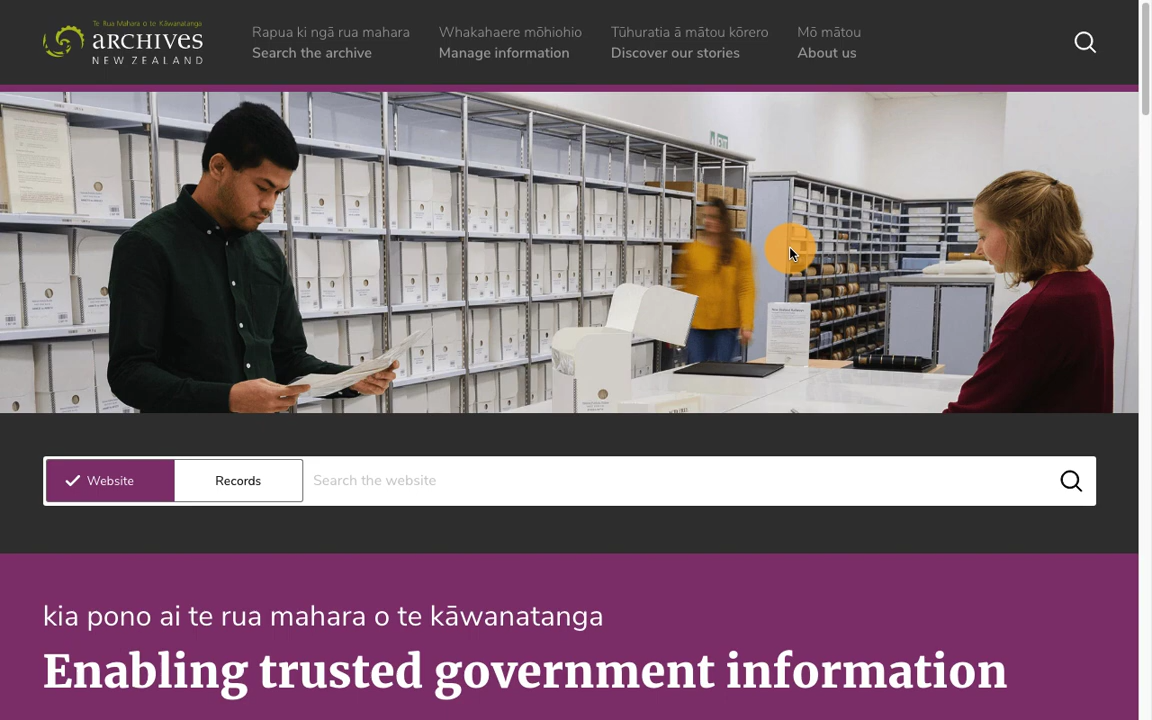 Te Rua Mahara o te Kāwanatanga
ARCHIVES
NEW ZEALAND
Rapua ki ngā rua mahara
Search the archive
Whakahaere mōhiohio
Manage information
Tūhuratia ā mātou kōrero
Discover our stories
Mō mātou
About us
Website
Records
Search the website
kia pono ai te rua mahara o te kāwanatanga
Enabling trusted government information